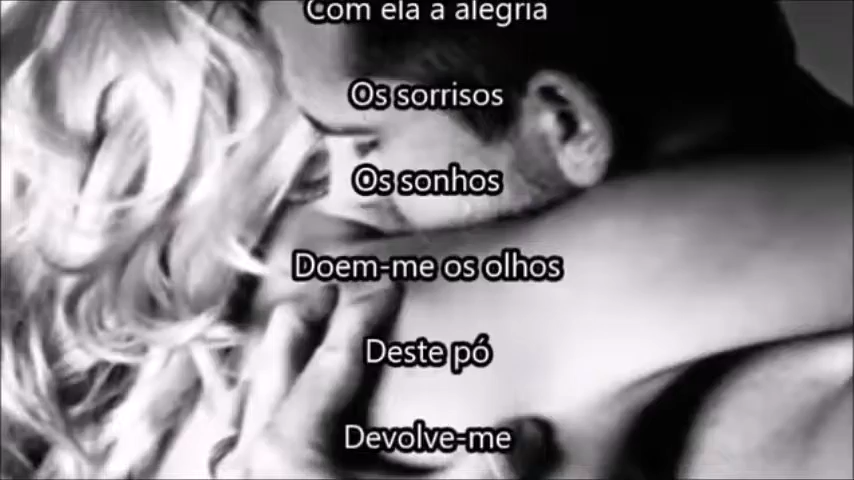 Com ela a alegria
Os sorrisos
Os sonhos
Doem-me os olhos
Deste pó
Devolve-me